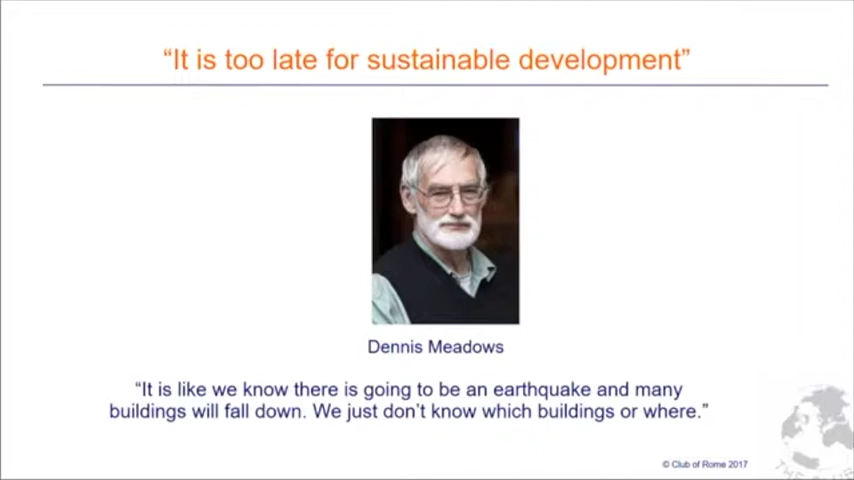 “It is too late for sustainable development”
Dennis Meadows
“It is like we know there is going to be an earthquake and many
buildings will fall down. We just don’t know which buildings or where.”
© Club of Rome 2017
THE CLUB